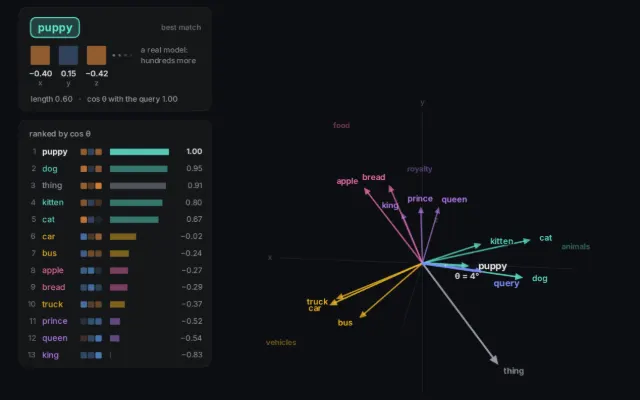 puppy
best match
a real model:
hundreds more
−0.40 0.15 −0.42
x y z
length 0.60 · cos θ with the query 1.00
ranked by cos θ
1 puppy 1.00
2 dog 0.95
3 thing 0.91
4 kitten 0.80
5 cat 0.67
6 car −0.02
7 bus −0.24
8 apple −0.27
9 bread −0.29
10 truck −0.37
11 prince −0.52
12 queen −0.54
13 king −0.83
y
food
royalty
apple bread
king prince queen
kitten cat
animals
x
puppy
θ = 4°
query
dog
truck
car
bus
vehicles
thing